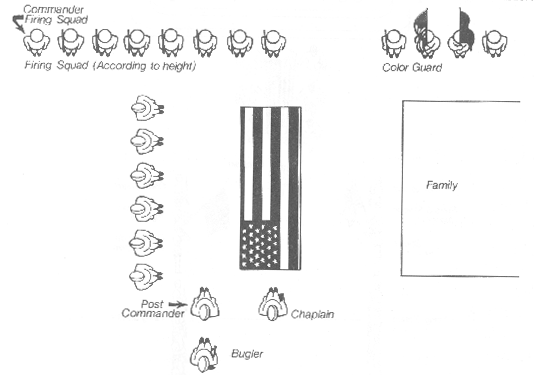 Commander
Firing Squad
Firing Squad (According to height)
Color Guard
Family
Post
Commander
Chaplain
Bugler